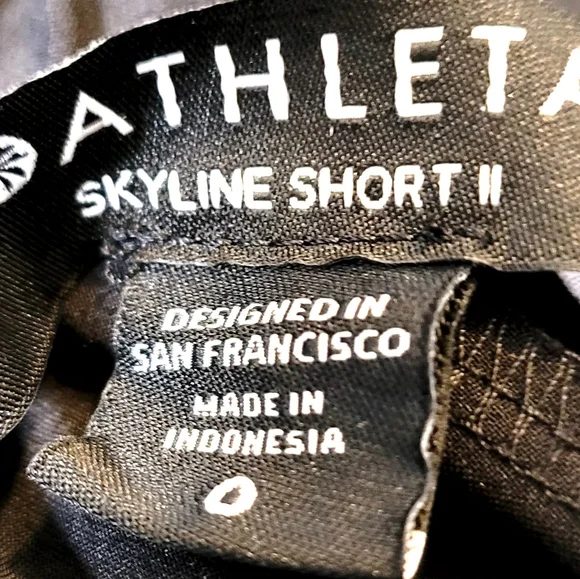 ATHLETA
SKYLINE SHORT II
DESIGNED IN
SAN FRANCISCO
MADE IN
INDONESIA
0